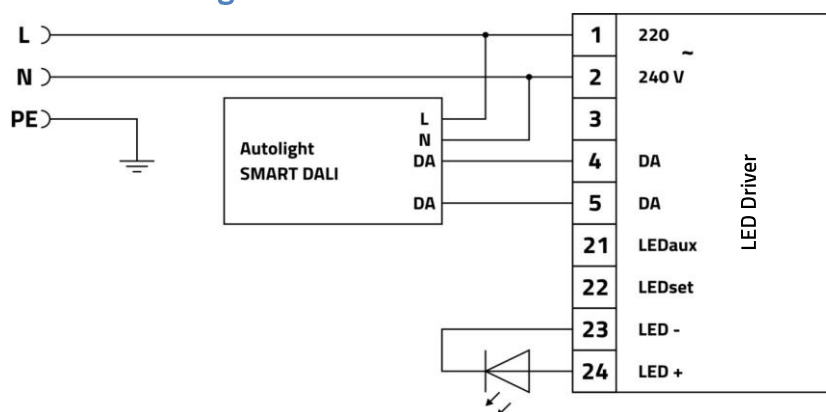 L
N
PE
Autolight
SMART DALI
L
N
DA
DA
1 220
~
2 240 V
3
4 DA
5 DA
21 LEDaux
22 LEDset
23 LED -
24 LED +
LED Driver